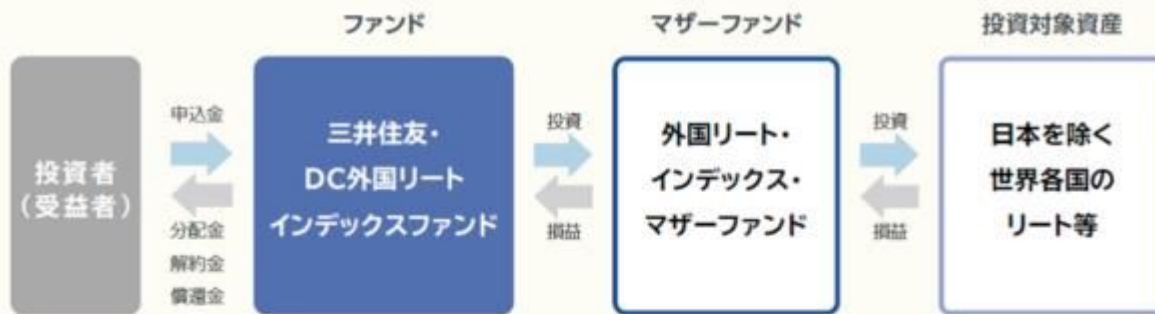 ファンド
マザーファンド
投資対象資産
投資者
（受益者）
申込金
分配金
解約金
償還金
三井住友・
DC外国リート
インデックスファンド
投資
損益
外国リート・
インデックス・
マザーファンド
投資
損益
日本を除く
世界各国の
リート等